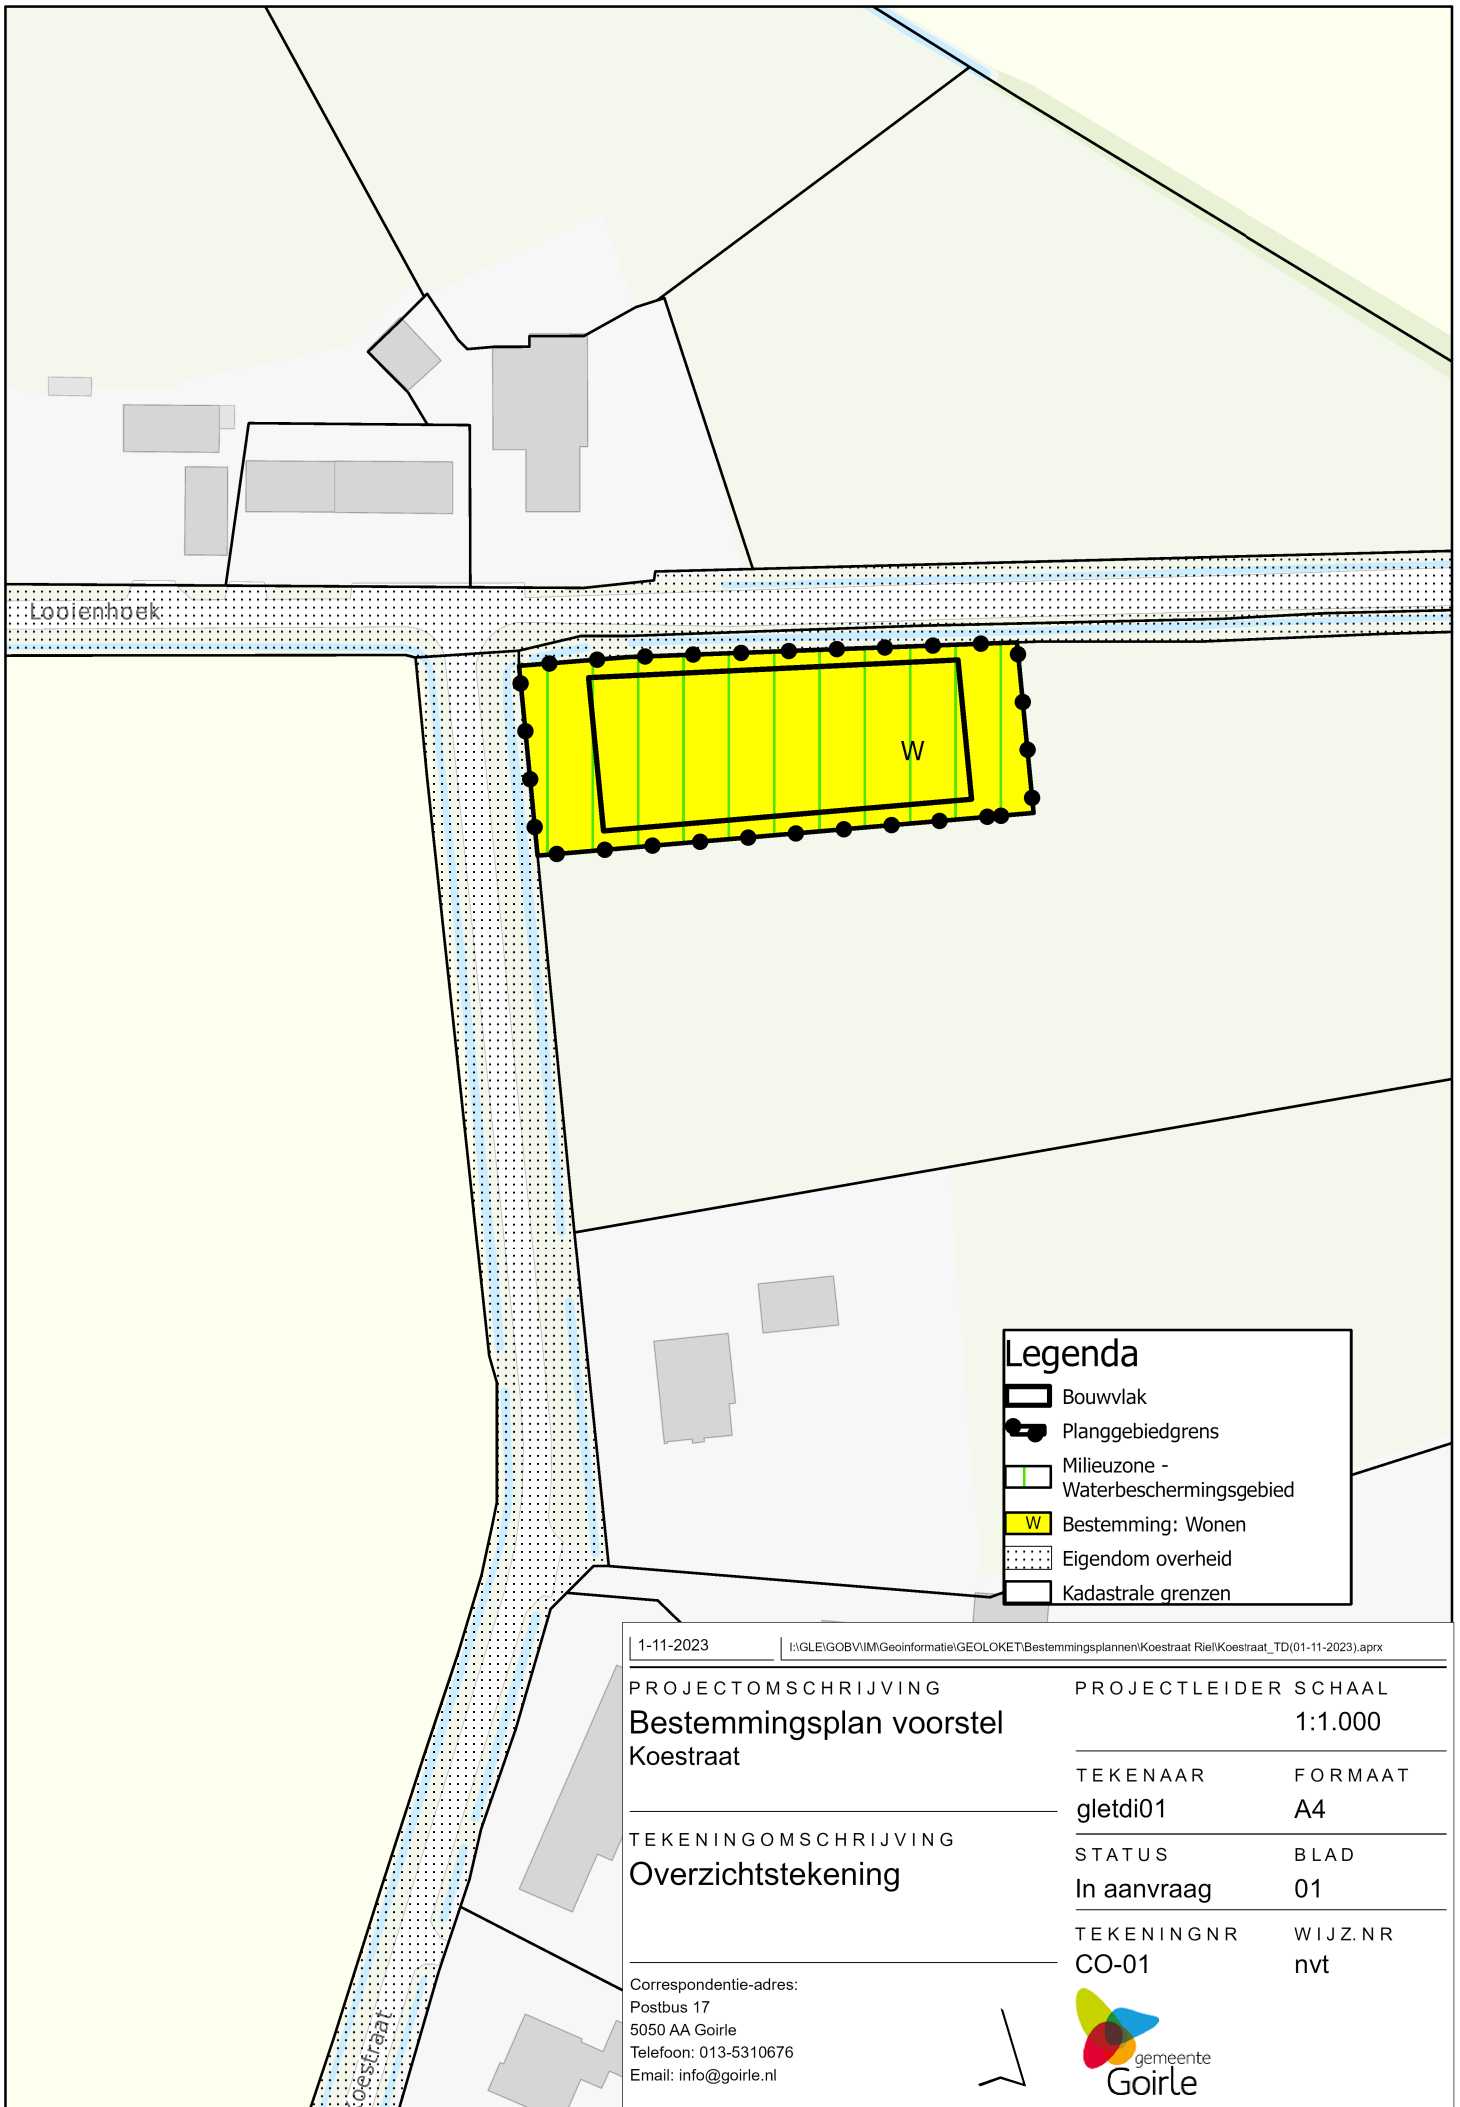 Looienhoek
W
Legenda
Bouwvlak
Planggebiedgrens
Milieuzone -
Waterbeschermingsgebied
W Bestemming: Wonen
Eigendom overheid
Kadastrale grenzen
1-11-2023
I:\GLE\GOBV\IM\Geoinformatie\GEOLOKET\Bestemmingsplannen\Koestraat Riel\Koestraat_TD(01-11-2023).aprx
PROJECTOMSCHRIJVING
Bestemmingsplan voorstel
Koestraat
TEKENINGOMSCHRIJVING
Overzichtstekening
Correspondentie-adres:
Postbus 17
5050 AA Goirle
Telefoon: 013-5310676
Email: info@goirle.nl
PROJECTLEIDER SCHAAL
1:1.000
TEKENAAR FORMAAT
gletdi01 A4
STATUS BLAD
In aanvraag 01
TEKENINGNR WIJZ.NR
CO-01 nvt
gemeente
Goirle
oestraat